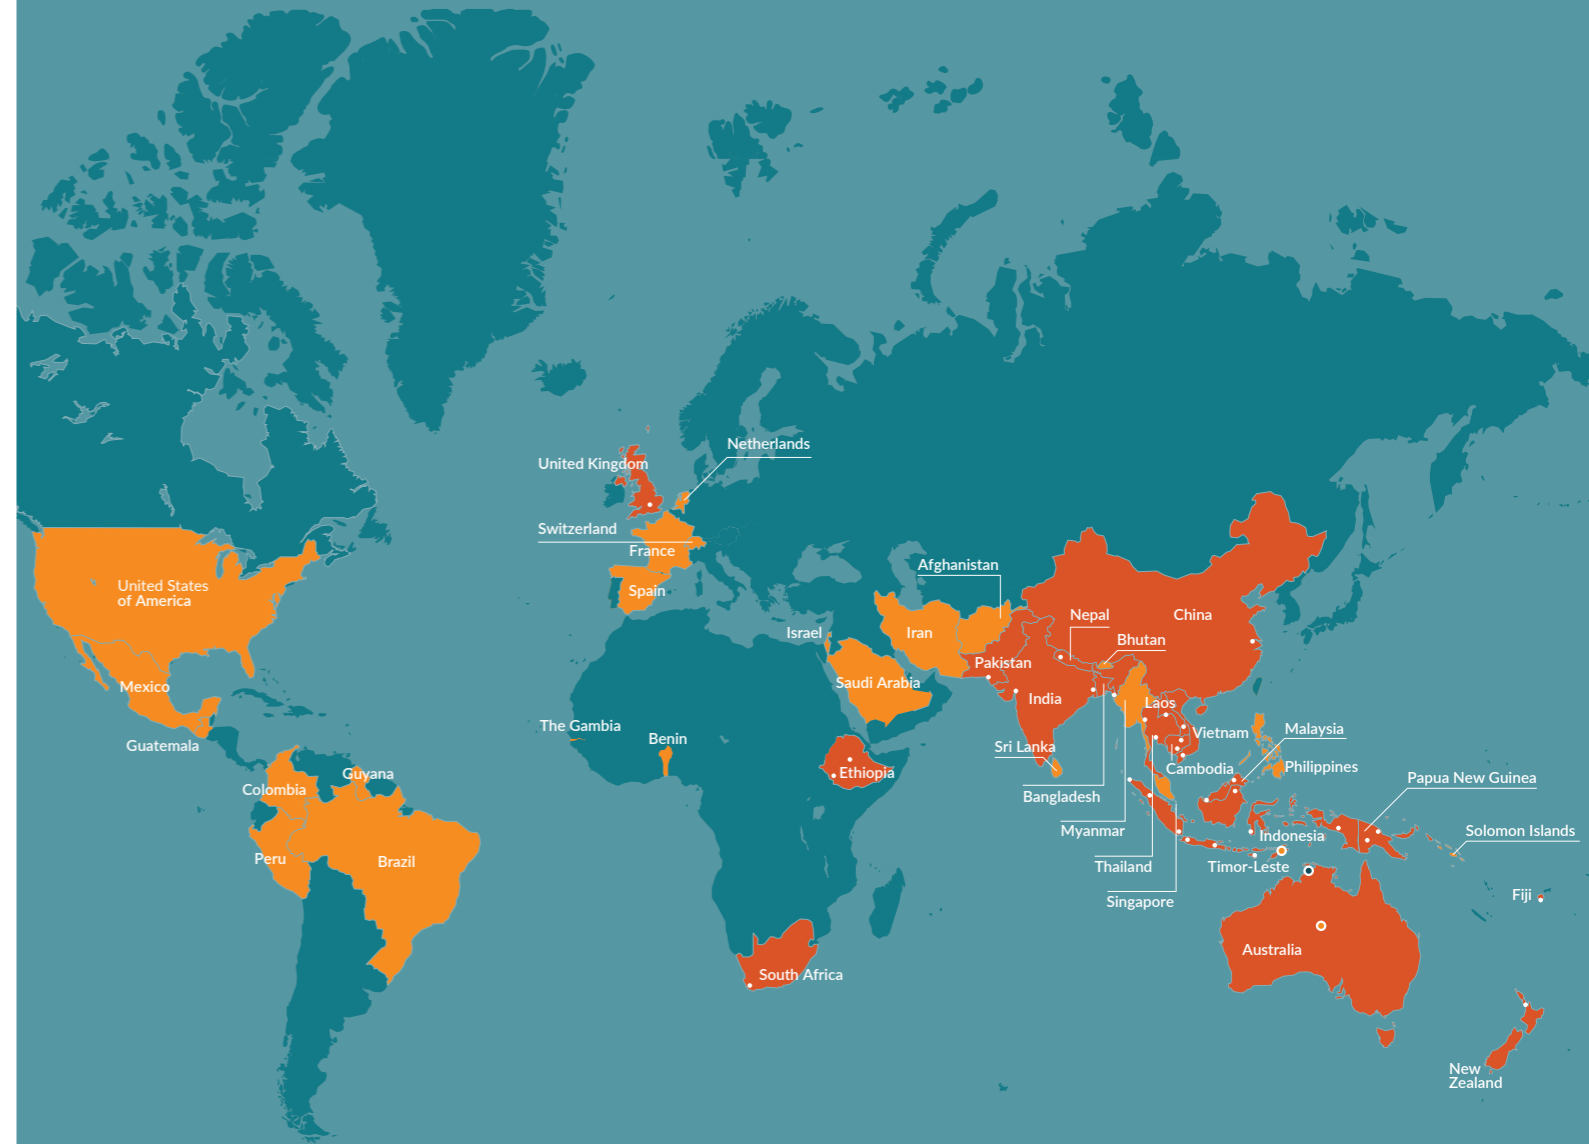 Netherlands
United Kingdom
Switzerland
France
Afghanistan
United States
of America
Spain
Nepal
China
Israel
Iran
Bhutan
Pakistan
Saudi Arabia
Mexico
India
Laos
The Gambia
Benin
Vietnam
Malaysia
Guatemala
Sri Lanka
Guyana
Ethiopia
Cambodia
Philippines
Papua New Guinea
Colombia
Bangladesh
Myanmar
Indonesia
Solomon Islands
Peru
Brazil
Thailand
Timor-Leste
Singapore
Fiji
Australia
South Africa
New
Zealand